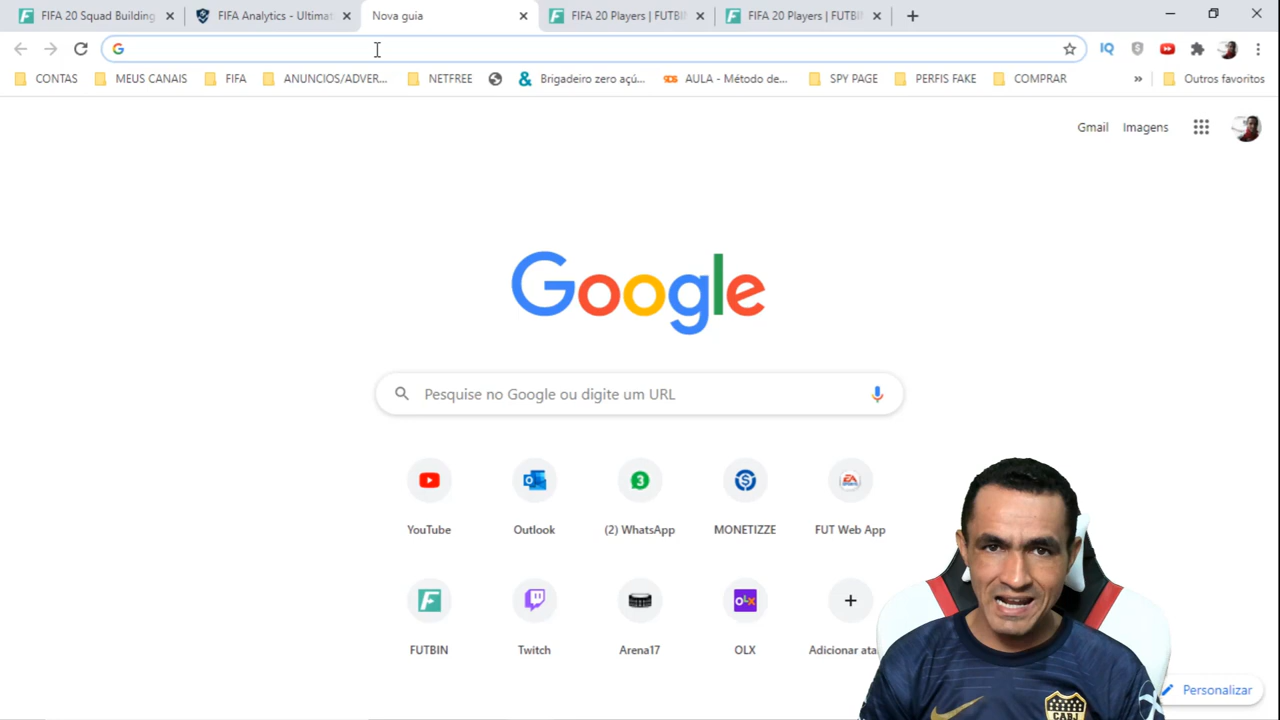 FIFA 20 Squad Building
FIFA Analytics - Ultimat
Nova guia
FIFA 20 Players | FUTBIN
FIFA 20 Players | FUTBIN
CONTAS
MEUS CANAIS
FIFA
ANUNCIOS/ADVER...
NETFREE
Brigadeiro zero açú...
AULA - Método de...
SPY PAGE
PERFIS FAKE
COMPRAR
»
Outros favoritos
Gmail
Imagens
Google
Pesquise no Google ou digite um URL
YouTube
Outlook
(2) WhatsApp
MONETIZZE
FUT Web App
FUTBIN
Twitch
Arena17
OLX
Adicionar ata
Personalizar
CABJ